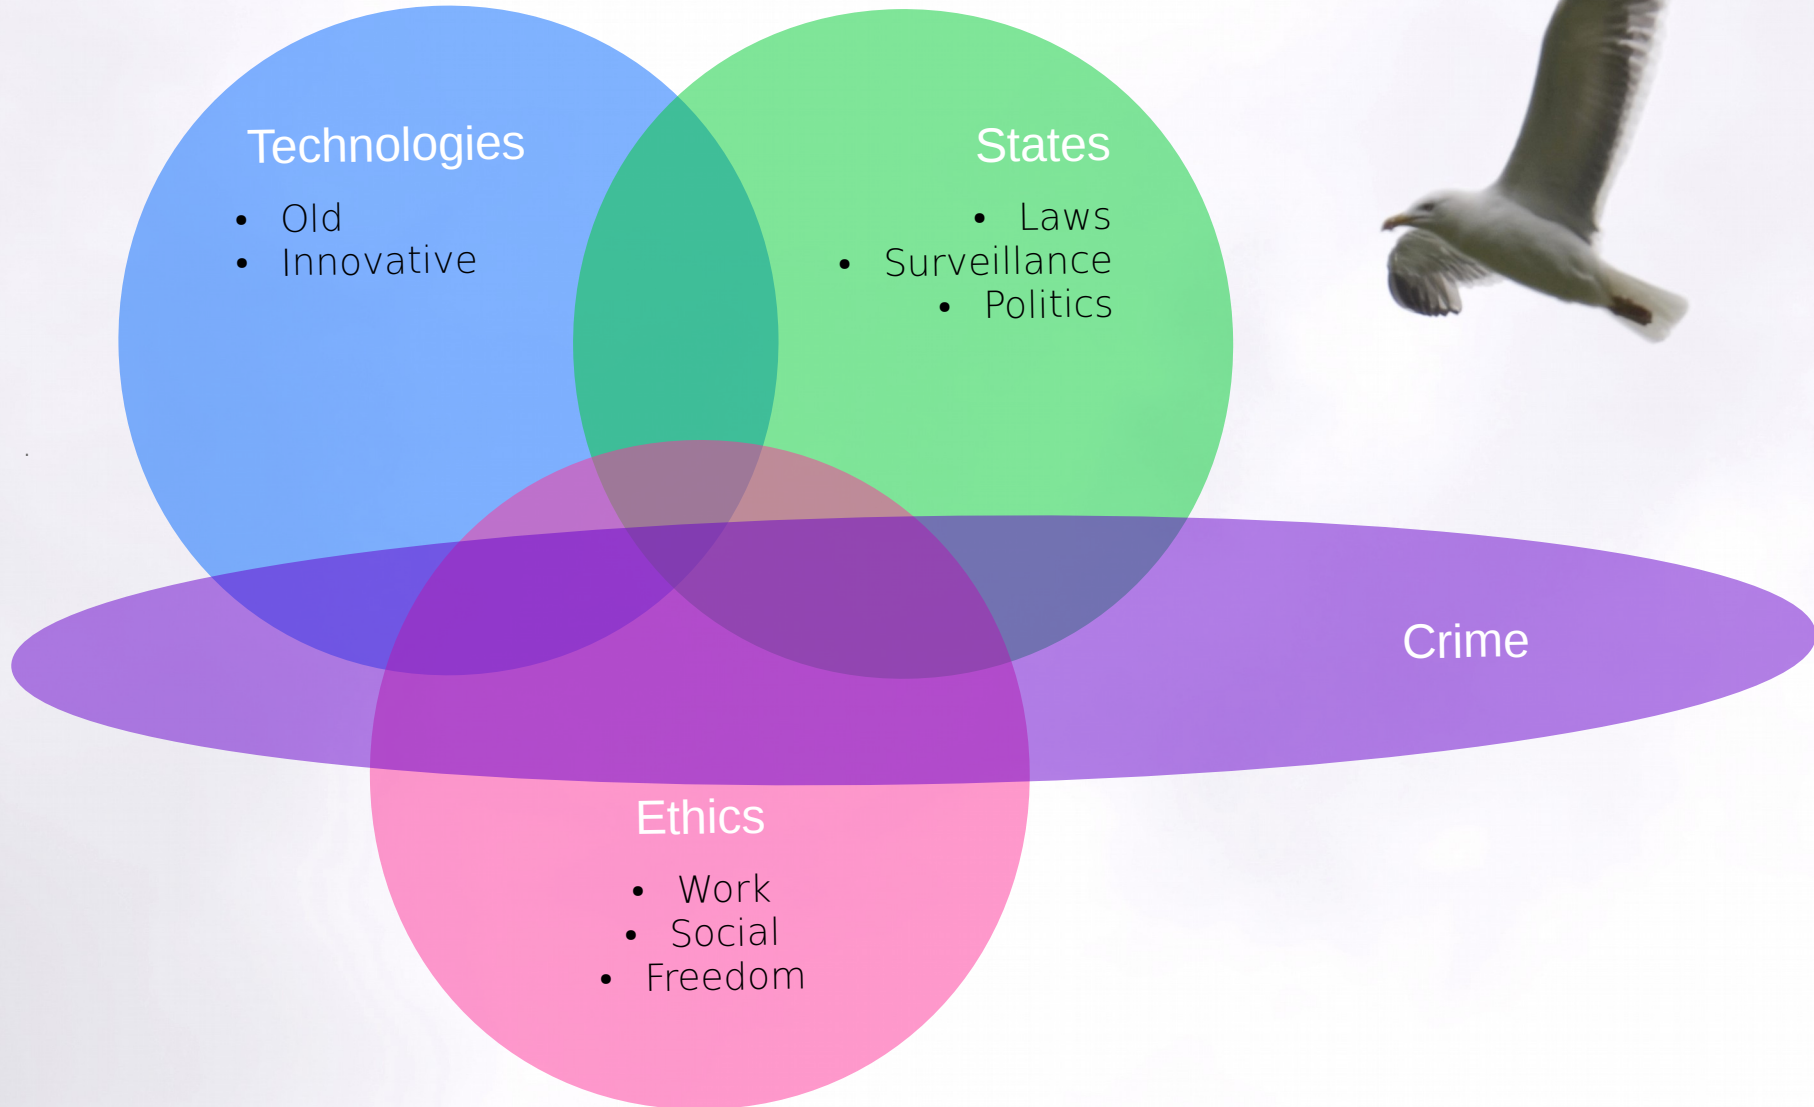 Technologies
• Old
• Innovative
States
• Laws
• Surveillance
• Politics
Crime
Ethics
• Work
• Social
• Freedom